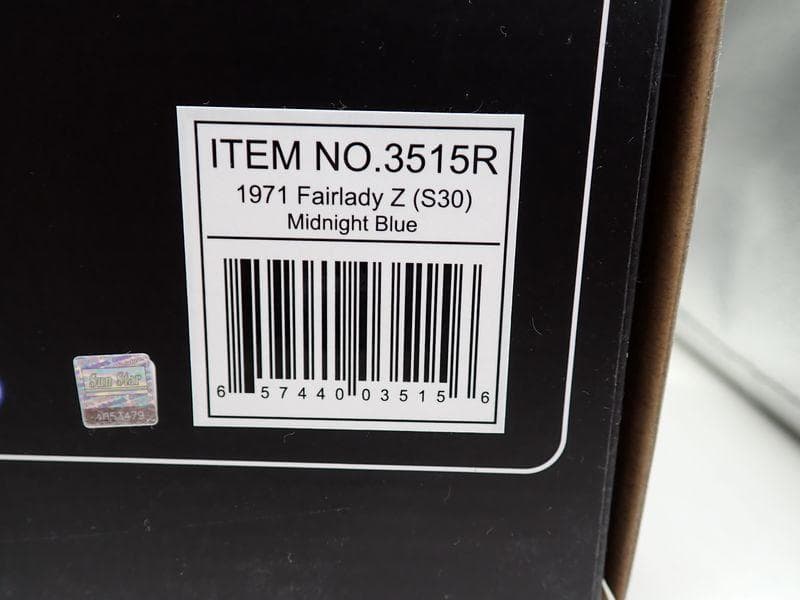 ITEM NO.3515R
1971 Fairlady Z (S30)
Midnight Blue
6 57440 03515 6
Sun Star